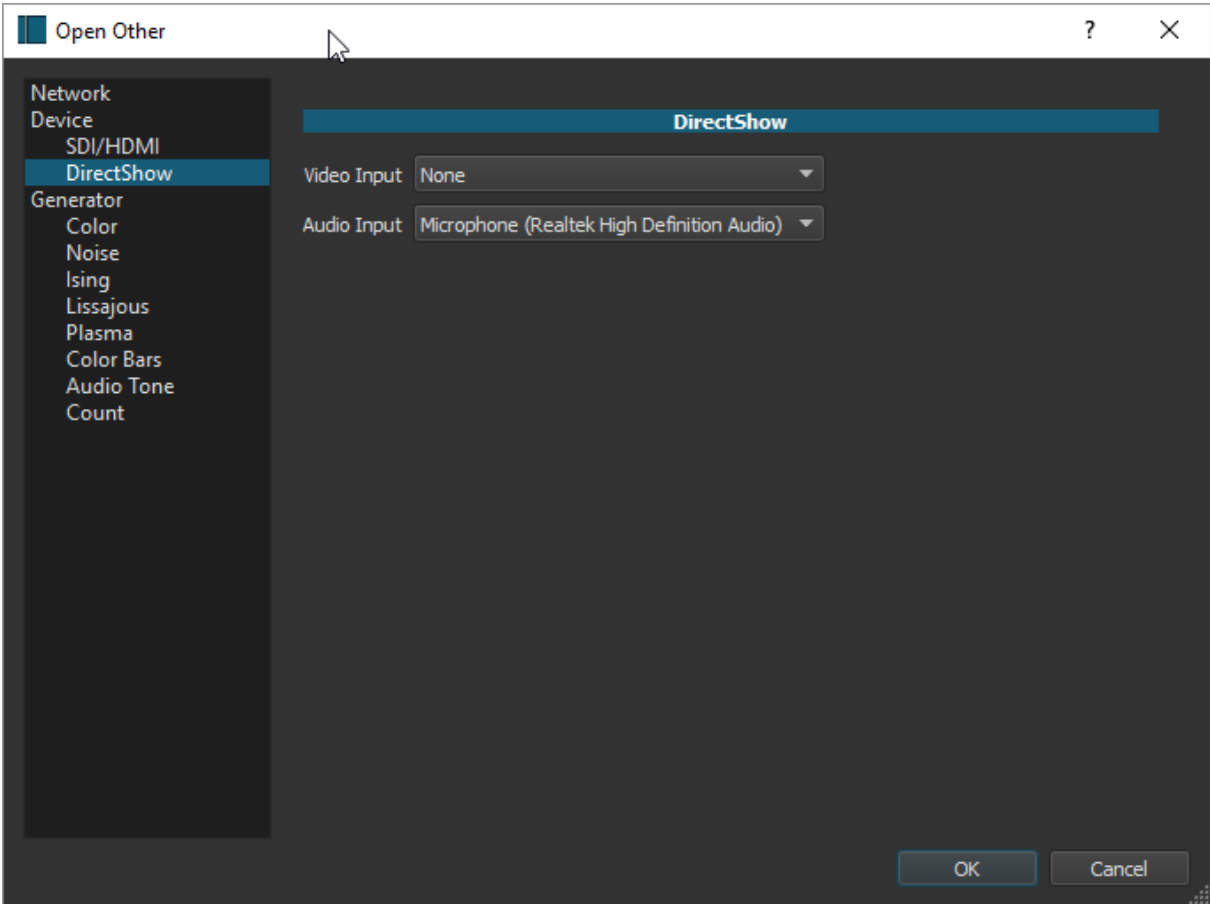 Open Other
?
Network
Device
SDI/HDMI
DirectShow
Generator
Color
Noise
Ising
Lissajous
Plasma
Color Bars
Audio Tone
Count
DirectShow
Video Input None
Audio Input Microphone (Realtek High Definition Audio)
OK Cancel